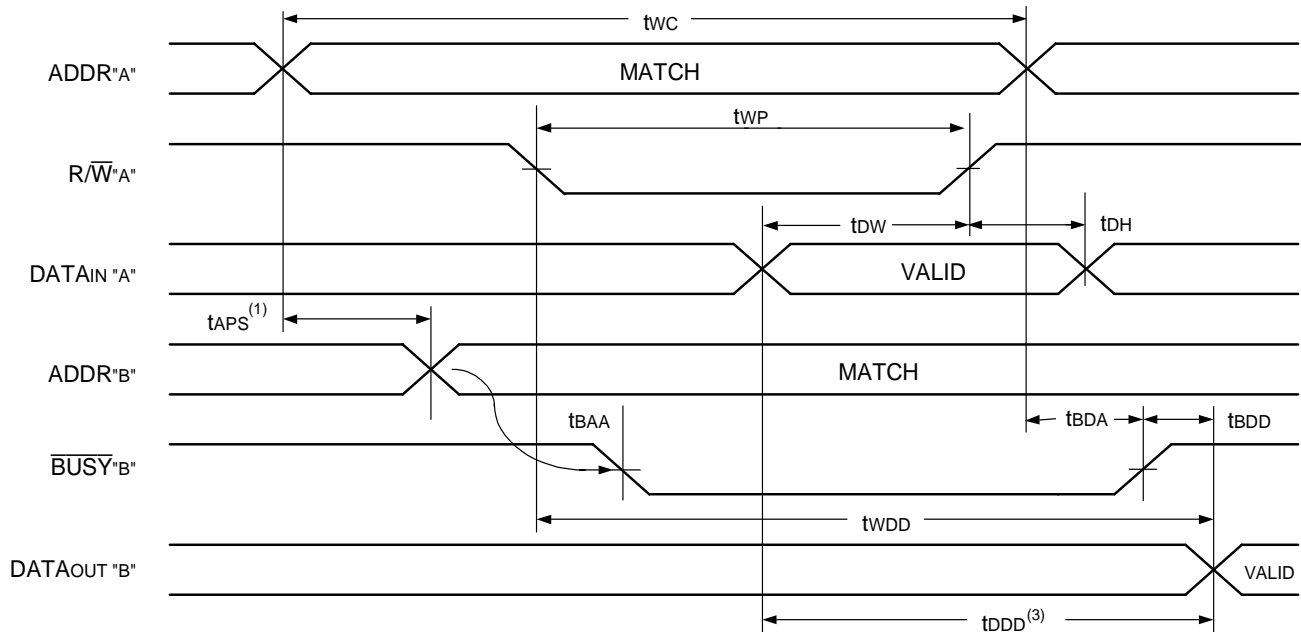 tWC
ADDR"A" MATCH
tWP
R/W̅"A"
tDW tDH
DATAIN "A" VALID
tAPS(1)
ADDR"B" MATCH
tBAA tBDA tBDD
B̅U̅S̅Y̅"B"
tWDD
DATAOUT "B" VALID
tDDD(3)